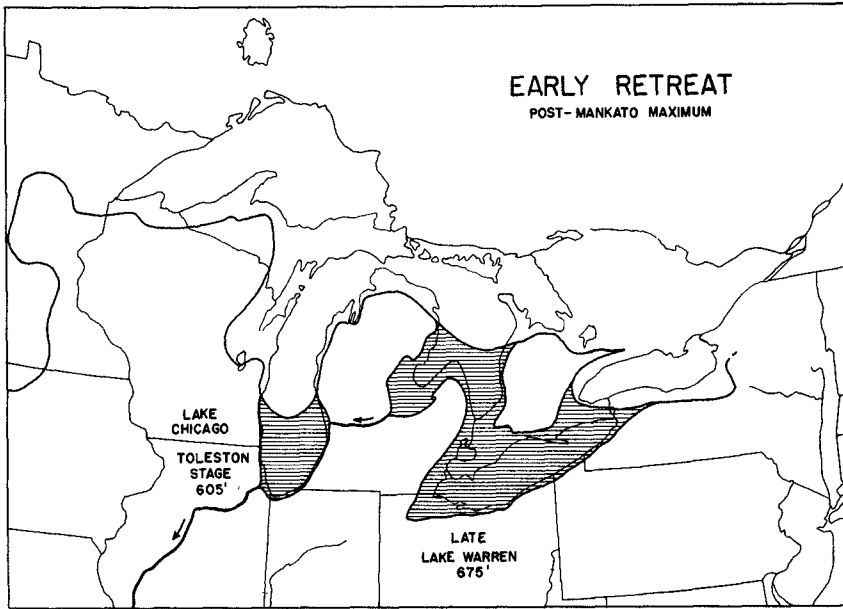 EARLY RETREAT
POST-MANKATO MAXIMUM
LAKE
CHICAGO
TOLESTON
STAGE
605'
LATE
LAKE WARREN
675'